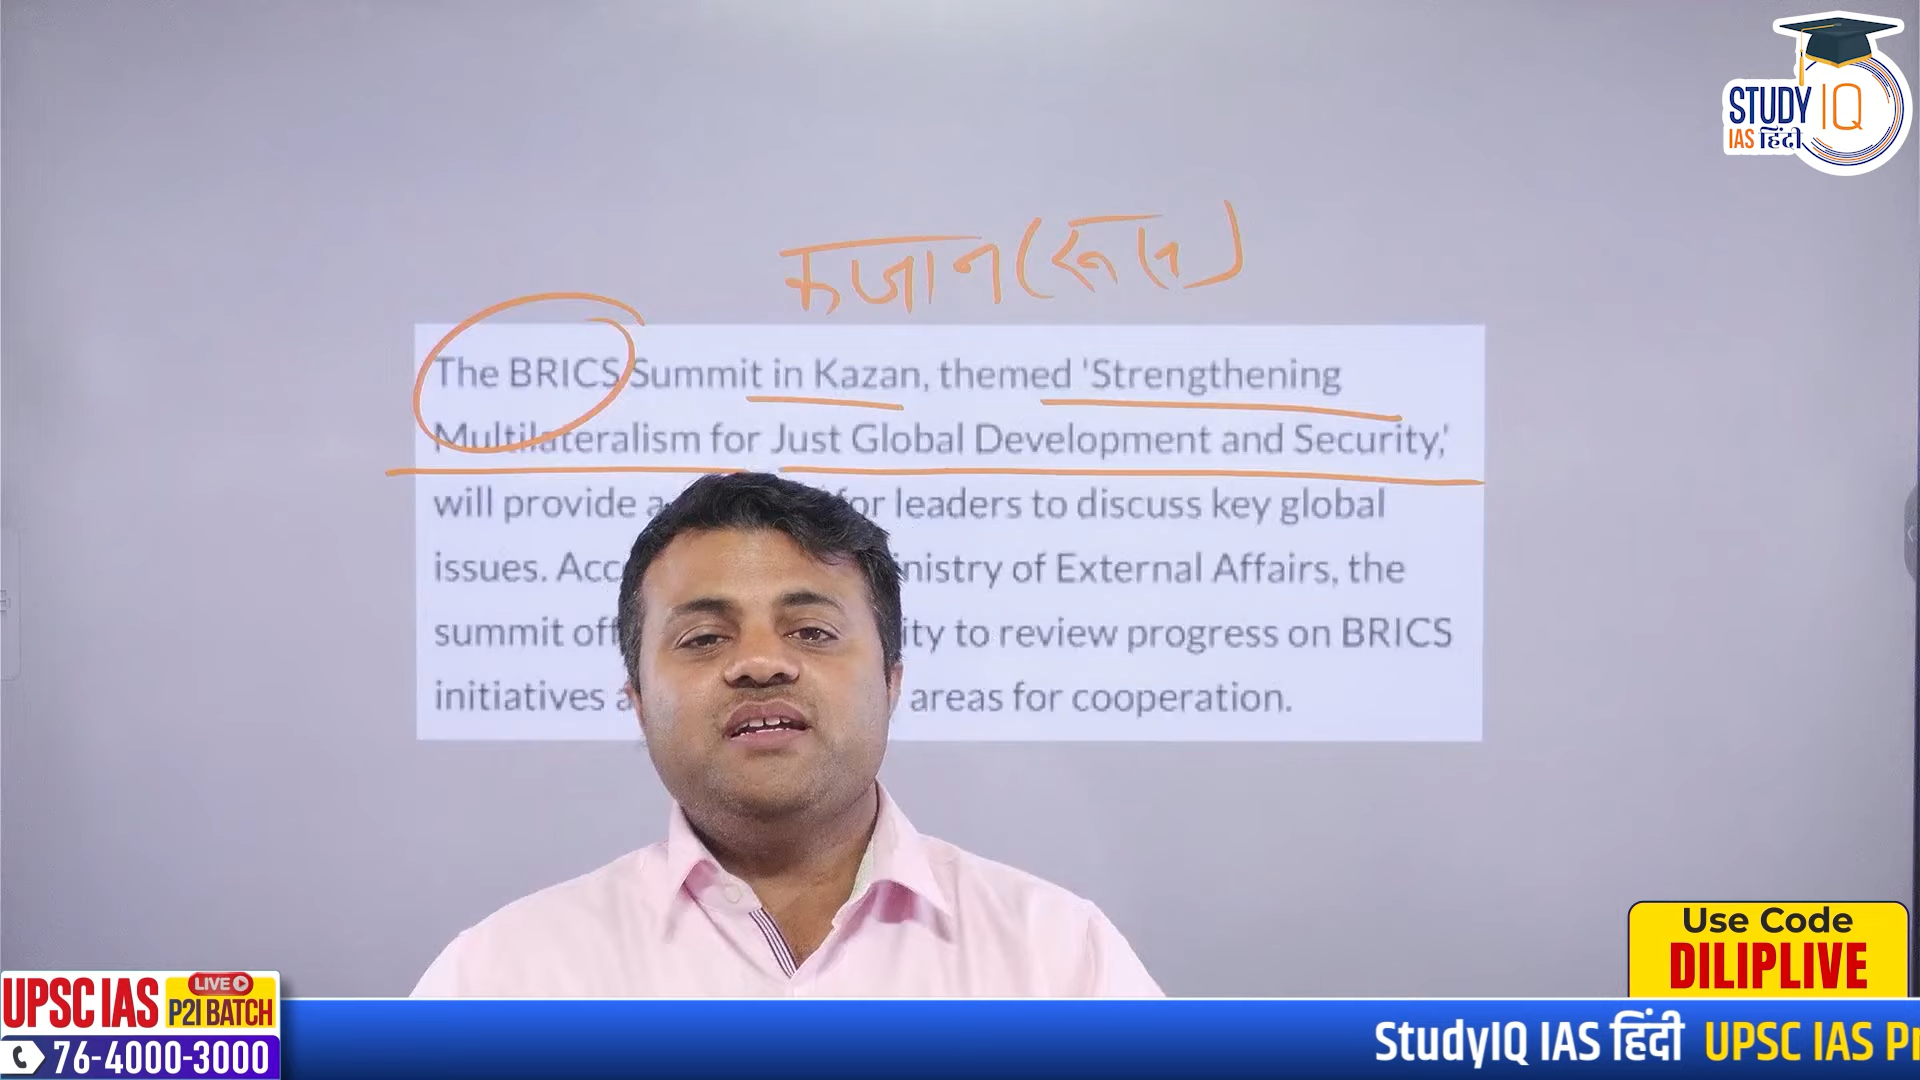 STUDY IQ
IAS हिंदी
कजान (रूस)
The BRICS Summit in Kazan, themed 'Strengthening
Multilateralism for Just Global Development and Security,'
will provide a for leaders to discuss key global
issues. Acc nistry of External Affairs, the
summit off ity to review progress on BRICS
initiatives a areas for cooperation.
Use Code
DILIPLIVE
UPSC IAS LIVE P2I BATCH
76-4000-3000
StudyIQ IAS हिंदी UPSC IAS Pr